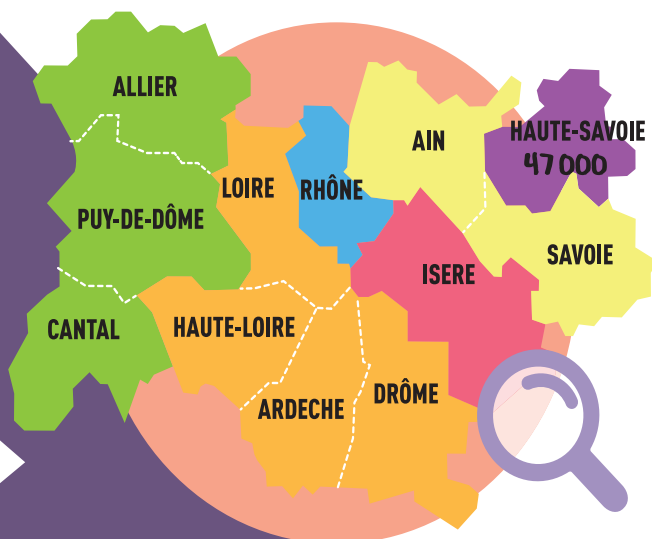 ALLIER
HAUTE-SAVOIE
47 000
AIN
LOIRE
RHÔNE
PUY-DE-DÔME
SAVOIE
ISERE
CANTAL
HAUTE-LOIRE
ARDECHE
DRÔME